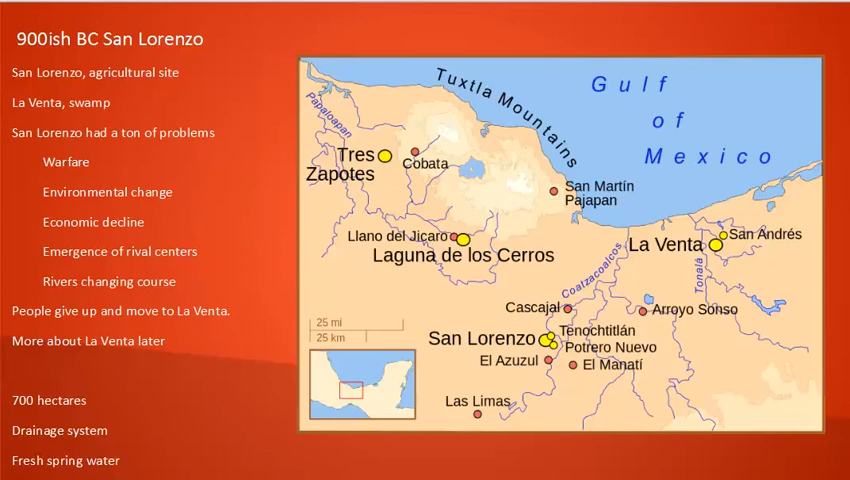 900ish BC San Lorenzo
San Lorenzo, agricultural site
La Venta, swamp
San Lorenzo had a ton of problems
Warfare
Environmental change
Economic decline
Emergence of rival centers
Rivers changing course
People give up and move to La Venta.
More about La Venta later
700 hectares
Drainage system
Fresh spring water
Gulf
of
Mexico
Tuxtla Mountains
Papaloapan
Tres
Zapotes
Cobata
San Martín
Pajapan
Llano del Jicaro
Laguna de los Cerros
La Venta
San Andrés
Tonalá
Coatzacoalcos
Cascajal
Arroyo Sonso
25 mi
25 km
San Lorenzo
Tenochtitlán
Potrero Nuevo
El Azuzul
El Manatí
Las Limas